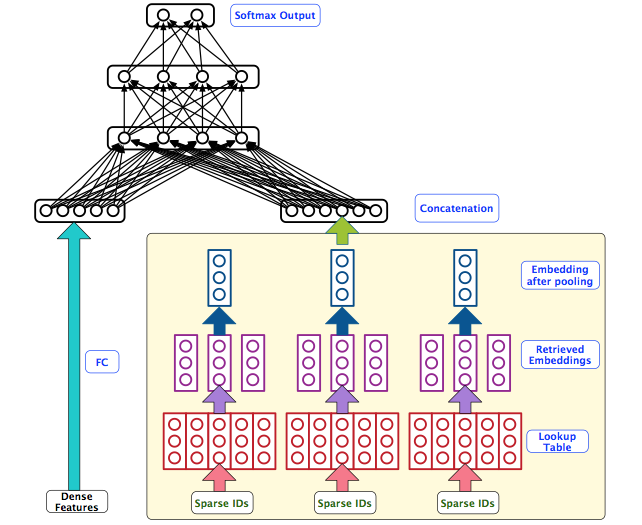 Softmax Output
Concatenation
Embedding
after pooling
FC
Retrieved
Embeddings
Lookup
Table
Dense
Features
Sparse IDs
Sparse IDs
Sparse IDs